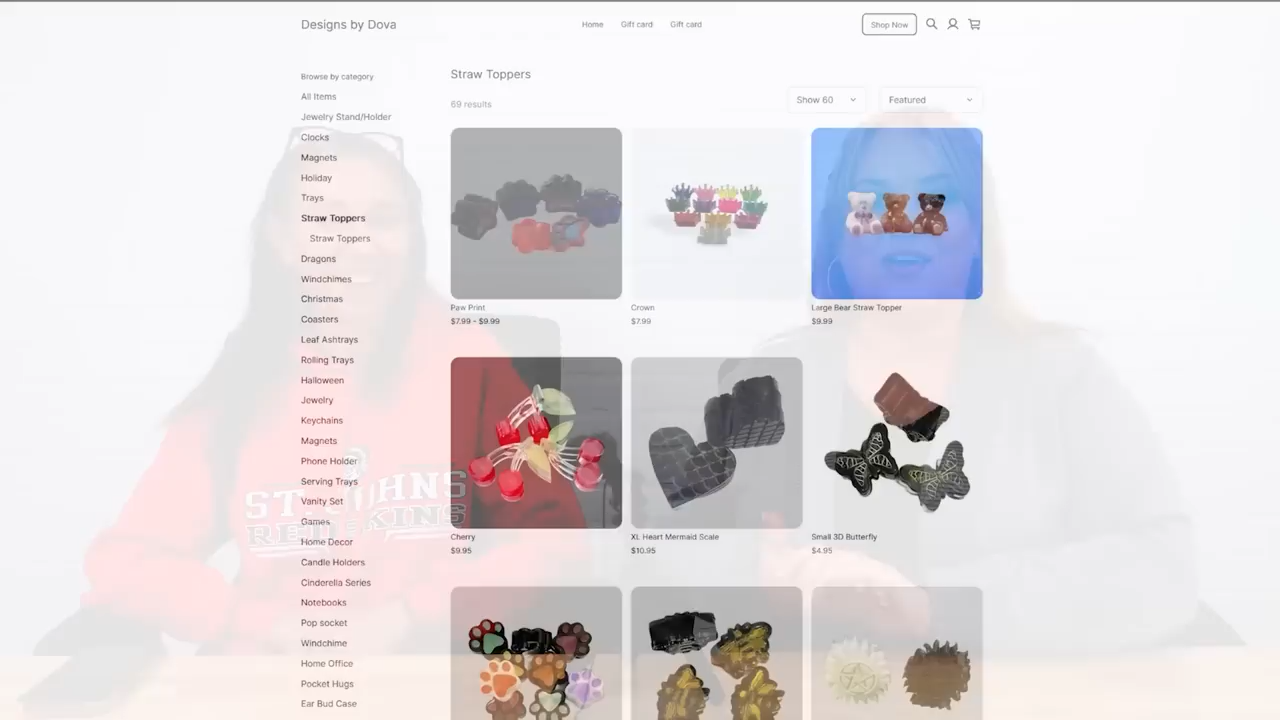 Designs by Dova
Home
Gift card
Gift card
Shop Now
Browse by category
All Items
Jewelry Stand/Holder
Clocks
Magnets
Holiday
Trays
Straw Toppers
Straw Toppers
Dragons
Windchimes
Christmas
Coasters
Leaf Ashtrays
Rolling Trays
Halloween
Jewelry
Keychains
Magnets
Phone Holder
Serving Trays
Vanity Set
Games
Home Decor
Candle Holders
Cinderella Series
Notebooks
Pop socket
Windchime
Home Office
Pocket Hugs
Ear Bud Case
Straw Toppers
69 results
Show 60
Featured
Paw Print
$7.99 - $9.99
Crown
$7.99
Large Bear Straw Topper
$9.99
Cherry
$9.95
XL Heart Mermaid Scale
$10.95
Small 3D Butterfly
$4.95
ST. JOHNS
REDSKINS